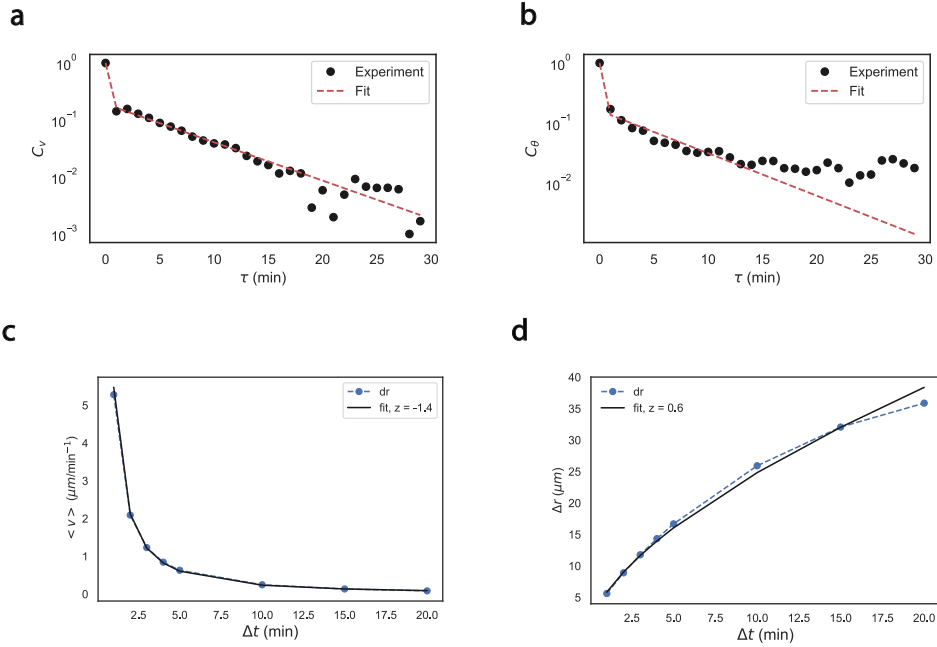 a
10^0
10^-1
10^-2
10^-3
C_v
0 5 10 15 20 25 30
τ (min)
Experiment
Fit
b
10^0
10^-1
10^-2
C_θ
0 5 10 15 20 25 30
τ (min)
Experiment
Fit
c
5
4
3
2
1
0
< v > (μm/min⁻¹)
2.5 5.0 7.5 10.0 12.5 15.0 17.5 20.0
Δt (min)
dr
fit, z = -1.4
d
40
35
30
25
20
15
10
5
Δr (μm)
2.5 5.0 7.5 10.0 12.5 15.0 17.5 20.0
Δt (min)
dr
fit, z = 0.6